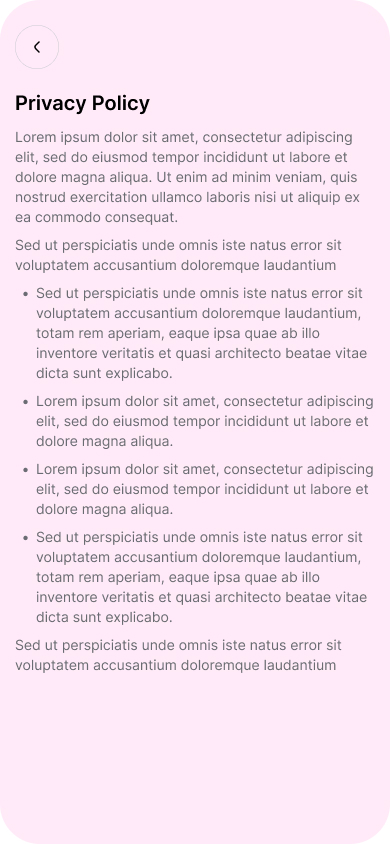 Privacy Policy
Lorem ipsum dolor sit amet, consectetur adipiscing
elit, sed do eiusmod tempor incididunt ut labore et
dolore magna aliqua. Ut enim ad minim veniam, quis
nostrud exercitation ullamco laboris nisi ut aliquip ex
ea commodo consequat.
Sed ut perspiciatis unde omnis iste natus error sit
voluptatem accusantium doloremque laudantium
• Sed ut perspiciatis unde omnis iste natus error sit
voluptatem accusantium doloremque laudantium,
totam rem aperiam, eaque ipsa quae ab illo
inventore veritatis et quasi architecto beatae vitae
dicta sunt explicabo.
• Lorem ipsum dolor sit amet, consectetur adipiscing
elit, sed do eiusmod tempor incididunt ut labore et
dolore magna aliqua.
• Lorem ipsum dolor sit amet, consectetur adipiscing
elit, sed do eiusmod tempor incididunt ut labore et
dolore magna aliqua.
• Sed ut perspiciatis unde omnis iste natus error sit
voluptatem accusantium doloremque laudantium,
totam rem aperiam, eaque ipsa quae ab illo
inventore veritatis et quasi architecto beatae vitae
dicta sunt explicabo.
Sed ut perspiciatis unde omnis iste natus error sit
voluptatem accusantium doloremque laudantium